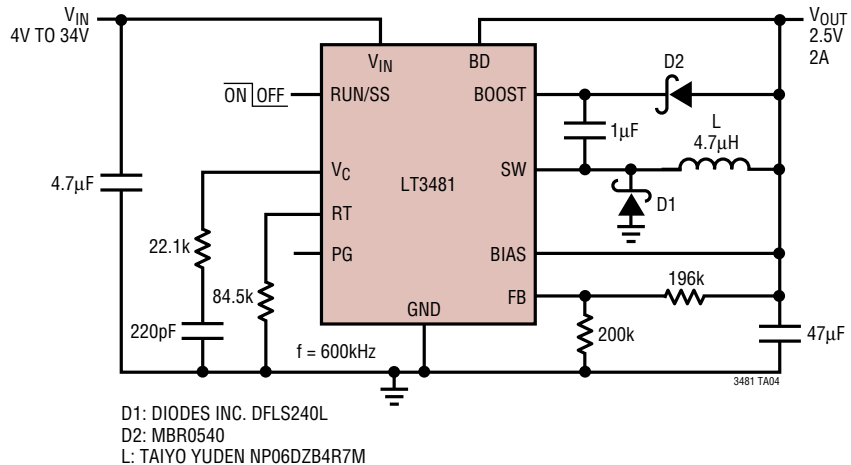 VIN
4V TO 34V
VOUT
2.5V
2A
VIN
BD
D2
ON OFF
RUN/SS
BOOST
1µF
L
4.7µH
4.7µF
VC
LT3481
SW
D1
RT
22.1k
PG
BIAS
84.5k
196k
FB
GND
220pF
200k
47µF
f = 600kHz
3481 TA04
D1: DIODES INC. DFLS240L
D2: MBR0540
L: TAIYO YUDEN NP06DZB4R7M